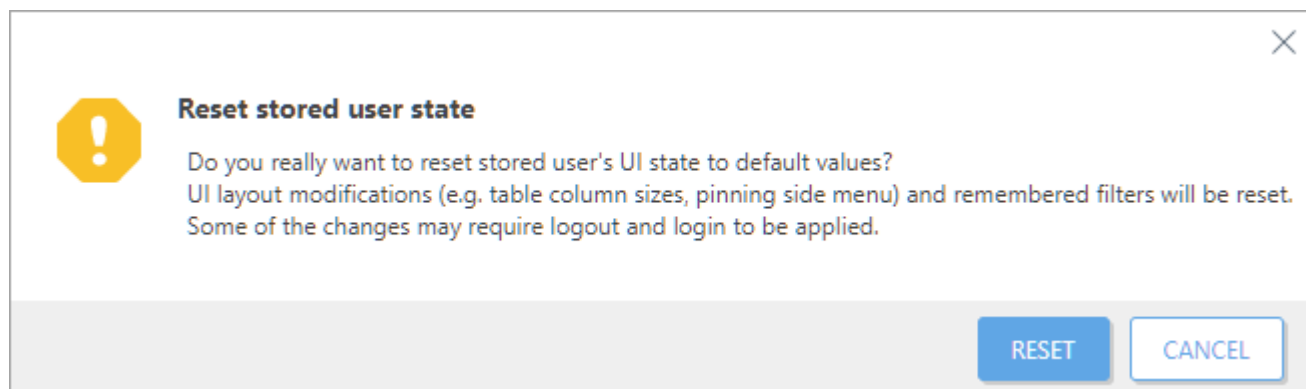 Reset stored user state
Do you really want to reset stored user's UI state to default values?
UI layout modifications (e.g. table column sizes, pinning side menu) and remembered filters will be reset.
Some of the changes may require logout and login to be applied.
RESET
CANCEL